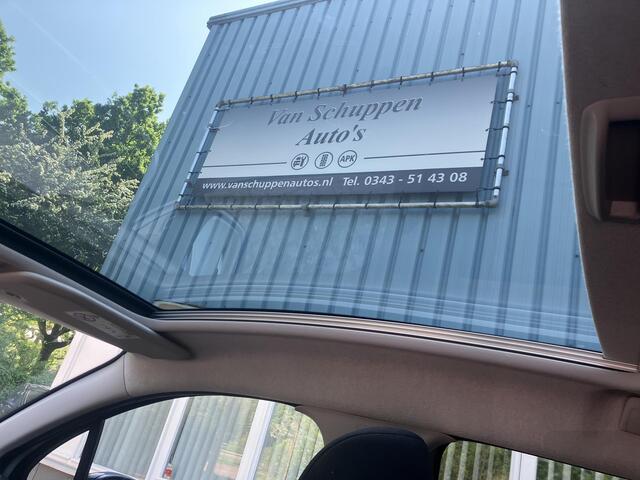 Van Schuppen
Auto's
APK
www.vanschuppenautos.nl Tel. 0343 - 51 43 08